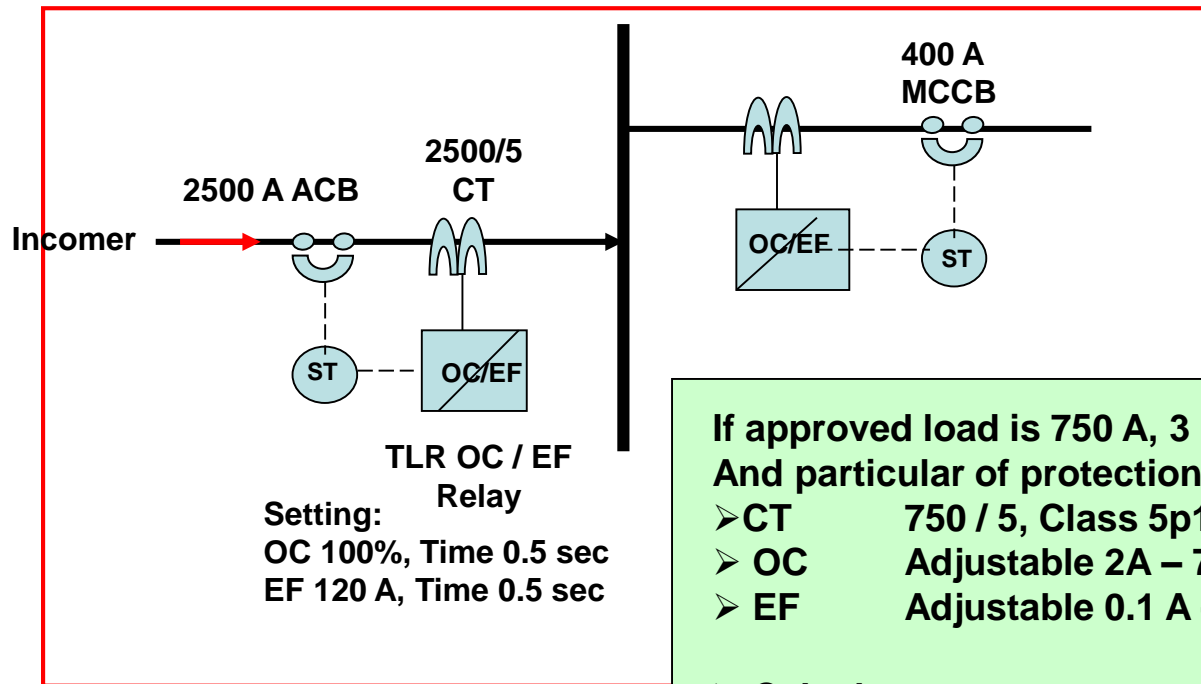 400 A
MCCB
2500/5
CT
2500 A ACB
Incomer
OC/EF
ST
ST
OC/EF
TLR OC / EF
Relay
Setting:
OC 100%, Time 0.5 sec
EF 120 A, Time 0.5 sec
If approved load is 750 A, 3
And particular of protection
➢CT 750 / 5, Class 5p1
➢ OC Adjustable 2A – 7
➢ EF Adjustable 0.1 A